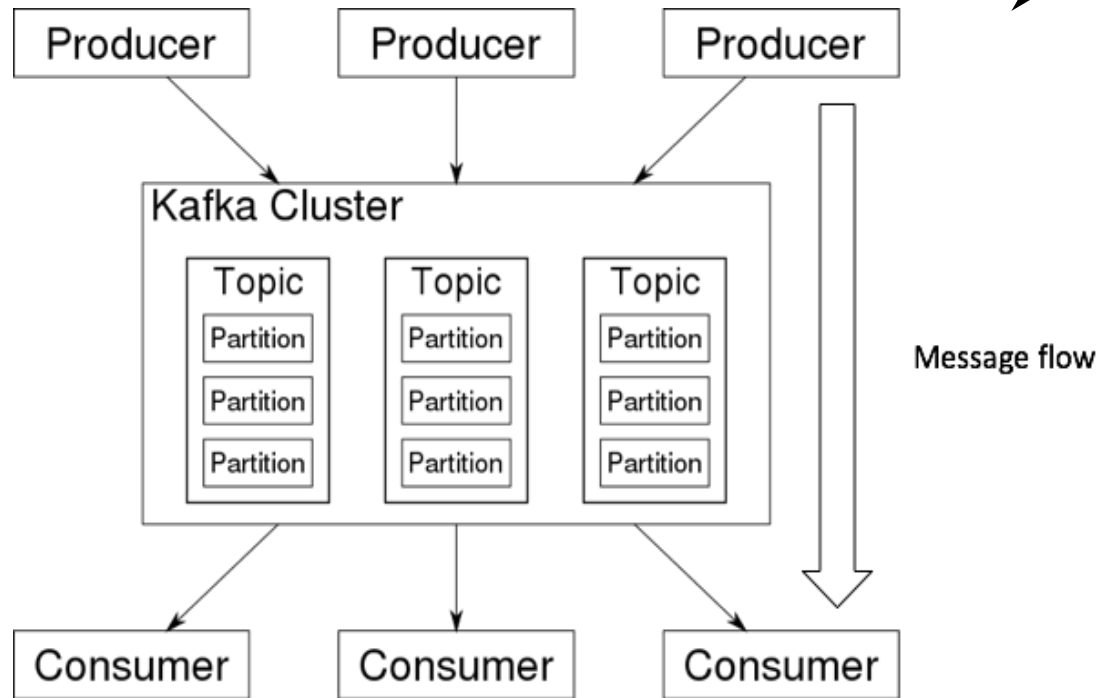 Producer Producer Producer
Kafka Cluster
Topic Topic Topic
Partition Partition Partition
Partition Partition Partition
Partition Partition Partition
Message flow
Consumer Consumer Consumer